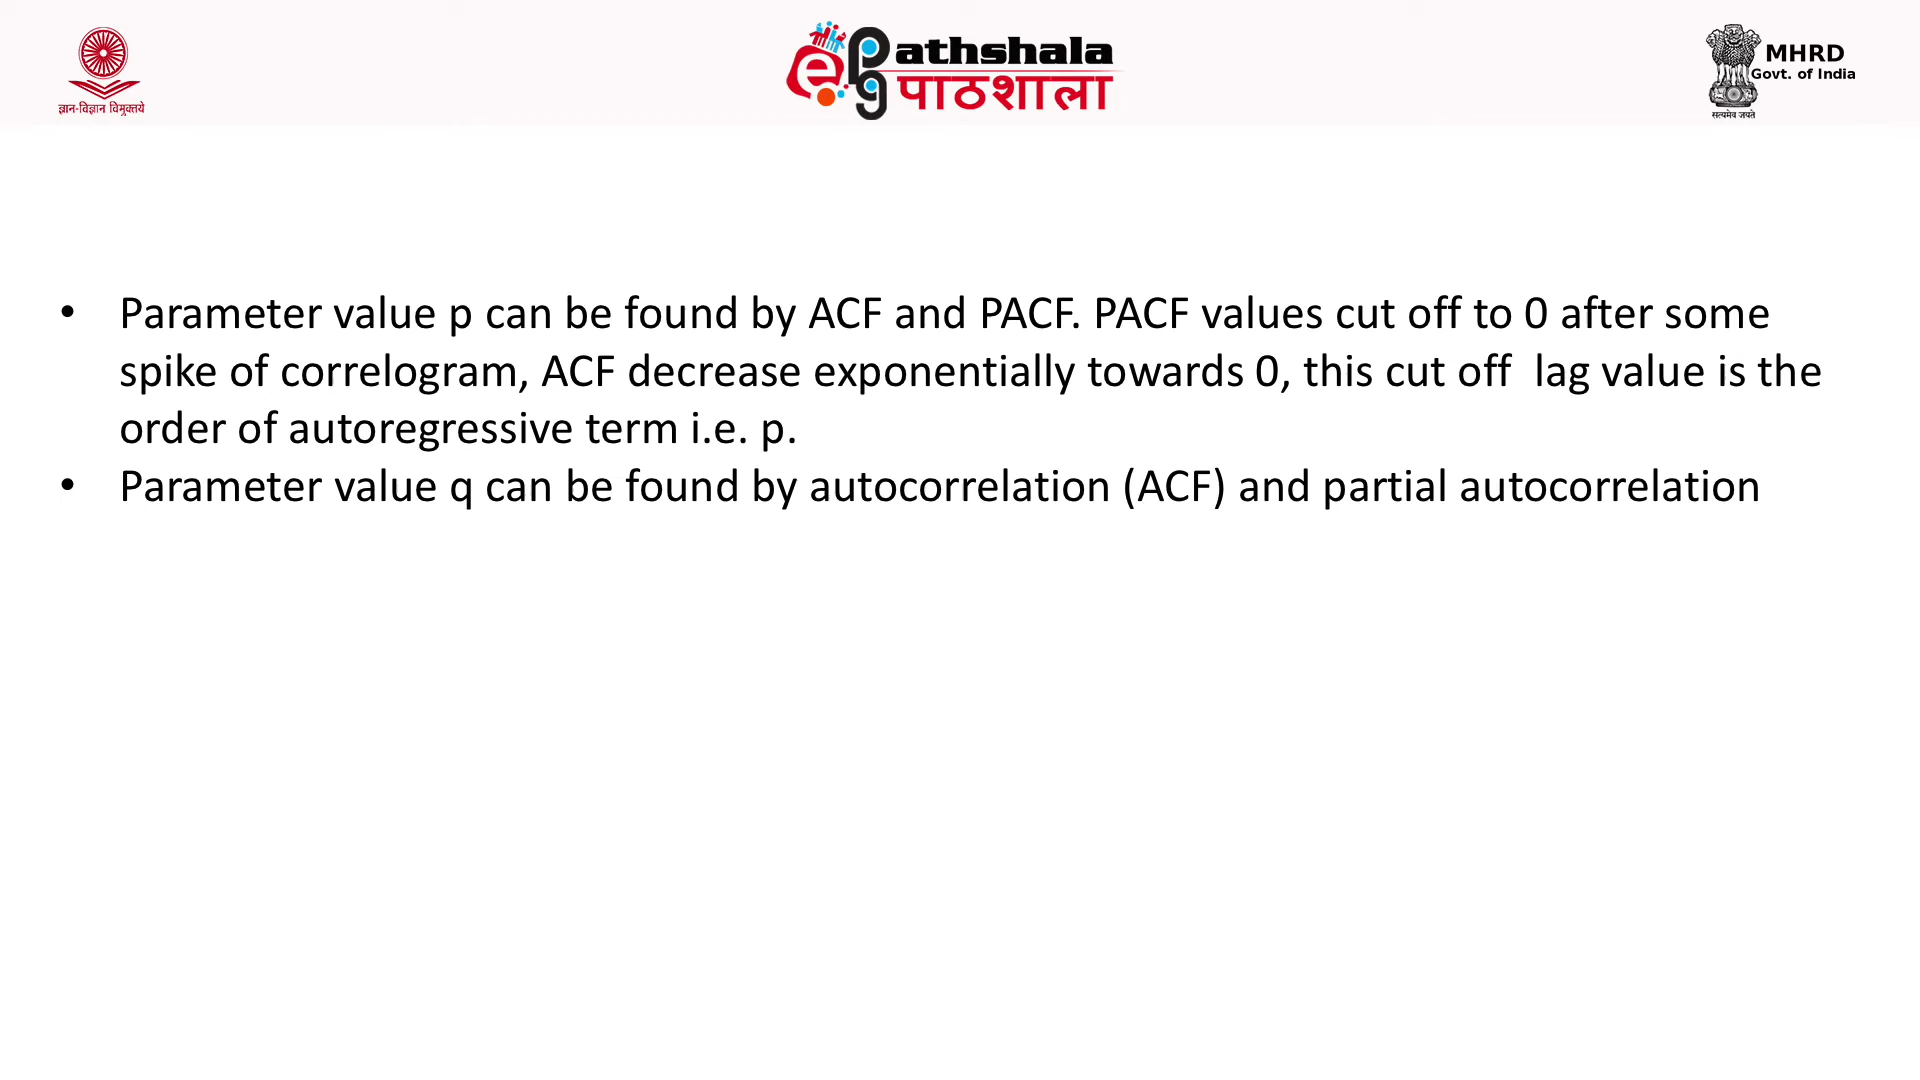 ज्ञान-विज्ञान विमुक्तये
ePathshala
पाठशाला
MHRD
Govt. of India
सत्यमेव जयते
• Parameter value p can be found by ACF and PACF. PACF values cut off to 0 after some
spike of correlogram, ACF decrease exponentially towards 0, this cut off  lag value is the
order of autoregressive term i.e. p.
• Parameter value q can be found by autocorrelation (ACF) and partial autocorrelation